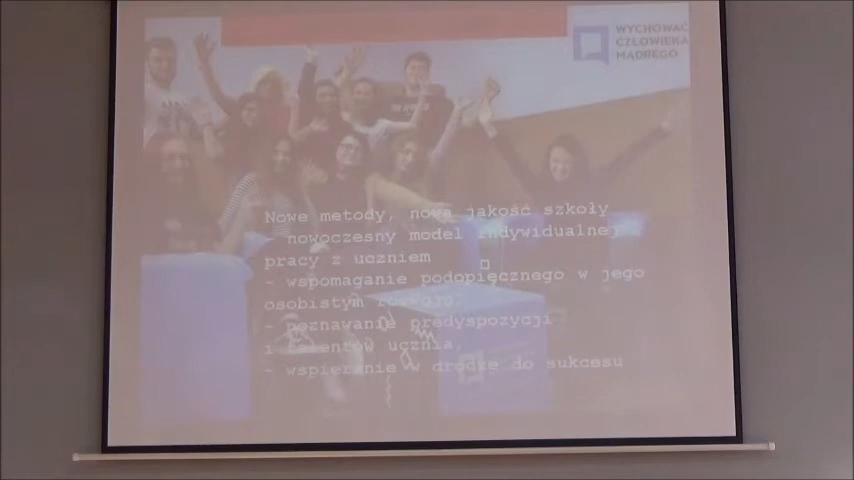 WYCHOWAĆ
CZŁOWIEKA
MĄDREGO
Nowe metody, nowa jakość szkoły
nowoczesny model indywidualnej
pracy z uczniem
- wspomaganie podopiecznego w jego
osobistym rozwoju,
- poznawanie predyspozycji
i talentów ucznia,
- wspieranie w drodze do sukcesu